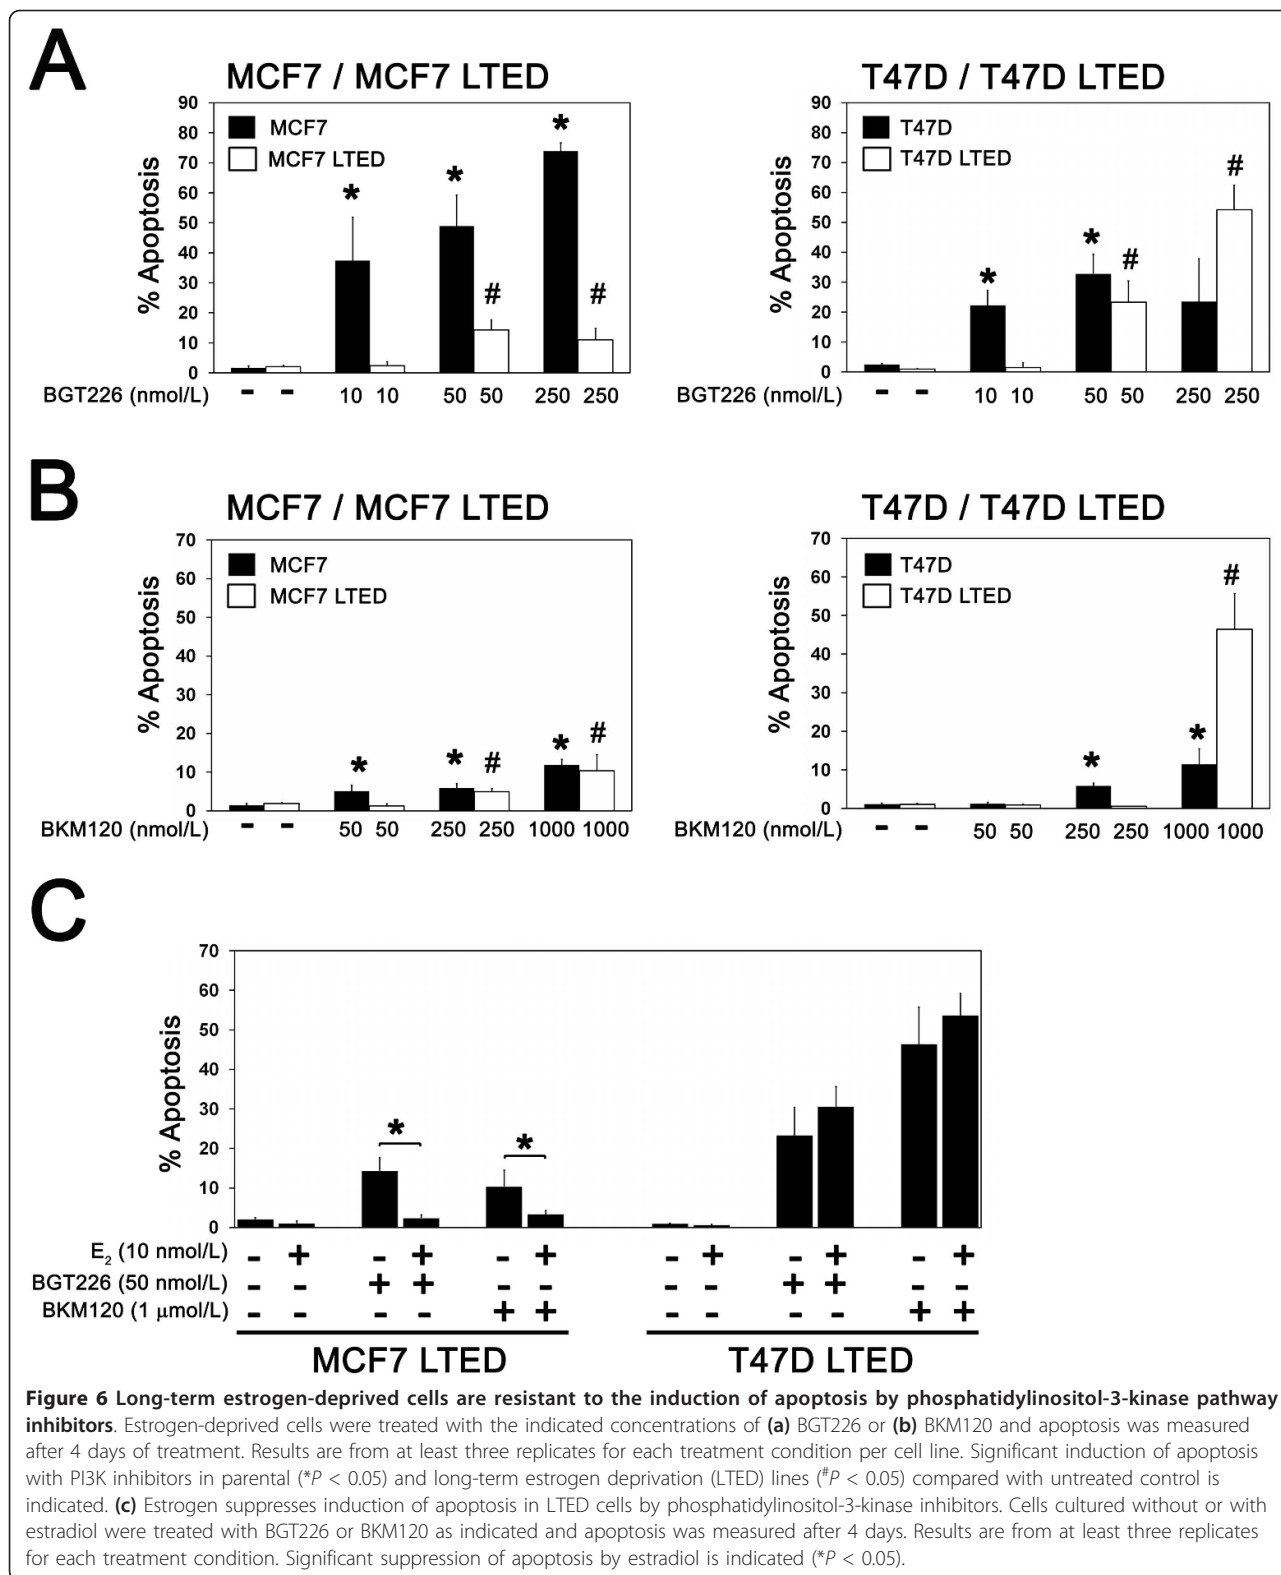 A
MCF7 / MCF7 LTED
% Apoptosis
90
80
70
60
50
40
30
20
10
0
MCF7
MCF7 LTED
*
*
*
#
#
BGT226 (nmol/L)
- - 10 10 50 50 250 250
T47D / T47D LTED
% Apoptosis
90
80
70
60
50
40
30
20
10
0
T47D
T47D LTED
*
*
#
#
BGT226 (nmol/L)
- - 10 10 50 50 250 250
B
MCF7 / MCF7 LTED
% Apoptosis
70
60
50
40
30
20
10
0
MCF7
MCF7 LTED
*
*
#
*
#
BKM120 (nmol/L)
- - 50 50 250 250 1000 1000
T47D / T47D LTED
% Apoptosis
70
60
50
40
30
20
10
0
T47D
T47D LTED
*
*
#
BKM120 (nmol/L)
- - 50 50 250 250 1000 1000
C
% Apoptosis
70
60
50
40
30
20
10
0
*
*
E₂ (10 nmol/L) - + - + - + - + - + - +
BGT226 (50 nmol/L) - - + + - - - - + + - -
BKM120 (1 μmol/L) - - - - + + - - - - + +
MCF7 LTED T47D LTED
Figure 6 Long-term estrogen-deprived cells are resistant to the induction of apoptosis by phosphatidylinositol-3-kinase pathway
inhibitors. Estrogen-deprived cells were treated with the indicated concentrations of (a) BGT226 or (b) BKM120 and apoptosis was measured
after 4 days of treatment. Results are from at least three replicates for each treatment condition per cell line. Significant induction of apoptosis
with PI3K inhibitors in parental (*P < 0.05) and long-term estrogen deprivation (LTED) lines (#P < 0.05) compared with untreated control is
indicated. (c) Estrogen suppresses induction of apoptosis in LTED cells by phosphatidylinositol-3-kinase inhibitors. Cells cultured without or with
estradiol were treated with BGT226 or BKM120 as indicated and apoptosis was measured after 4 days. Results are from at least three replicates
for each treatment condition. Significant suppression of apoptosis by estradiol is indicated (*P < 0.05).